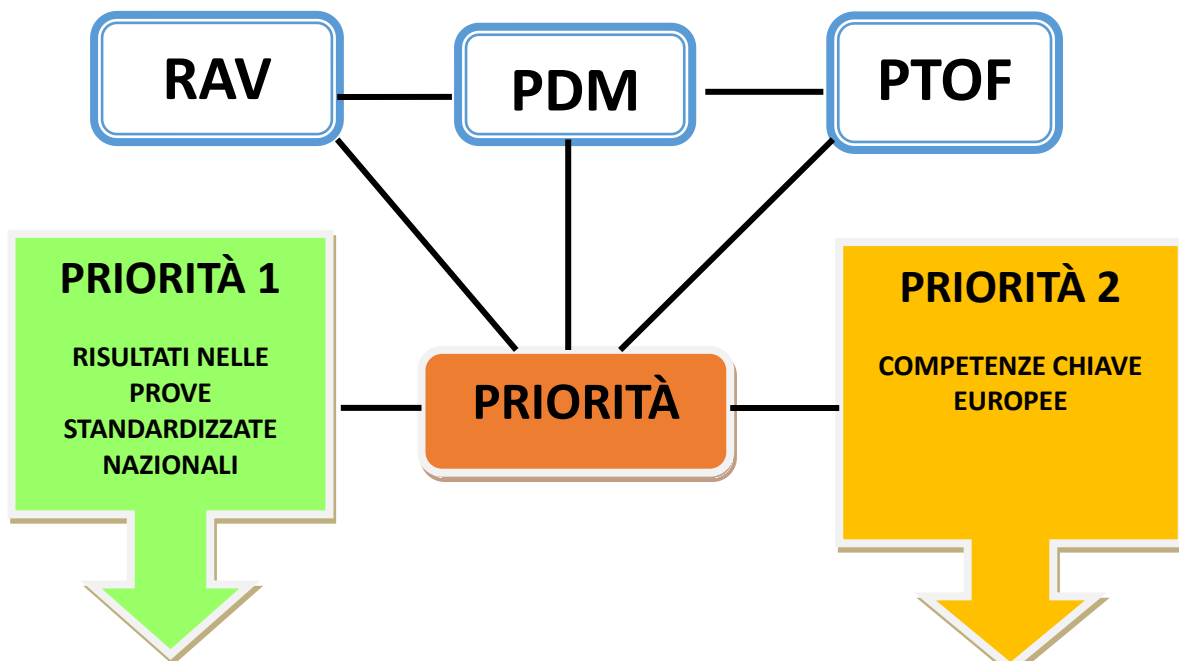 RAV
PDM
PTOF
PRIORITÀ 1
RISULTATI NELLE
PROVE
STANDARDIZZATE
NAZIONALI
PRIORITÀ
PRIORITÀ 2
COMPETENZE CHIAVE
EUROPEE